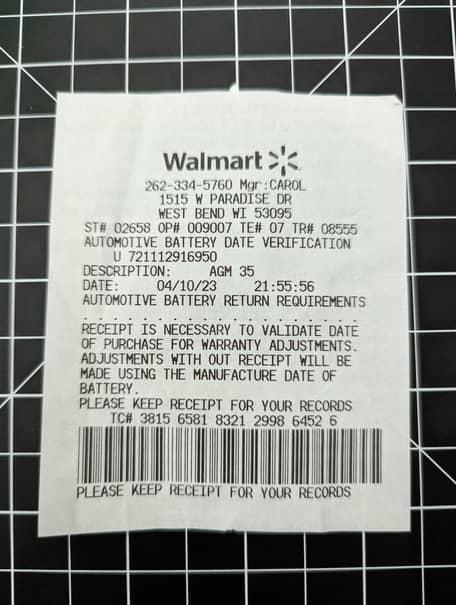 Walmart
262-334-5760 Mgr:CAROL
1515 W PARADISE DR
WEST BEND WI 53095
ST# 02658 OP# 009007 TE# 07 TR# 08555
AUTOMOTIVE BATTERY DATE VERIFICATION
U 721112916950
DESCRIPTION: AGM 35
DATE: 04/10/23 21:55:56
AUTOMOTIVE BATTERY RETURN REQUIREMENTS
. . . . . . . . . . . . . . . . . . .
RECEIPT IS NECESSARY TO VALIDATE DATE
OF PURCHASE FOR WARRANTY ADJUSTMENTS.
ADJUSTMENTS WITH OUT RECEIPT WILL BE
MADE USING THE MANUFACTURE DATE OF
BATTERY.
PLEASE KEEP RECEIPT FOR YOUR RECORDS
TC# 3815 6581 8321 2998 6452 6
PLEASE KEEP RECEIPT FOR YOUR RECORDS